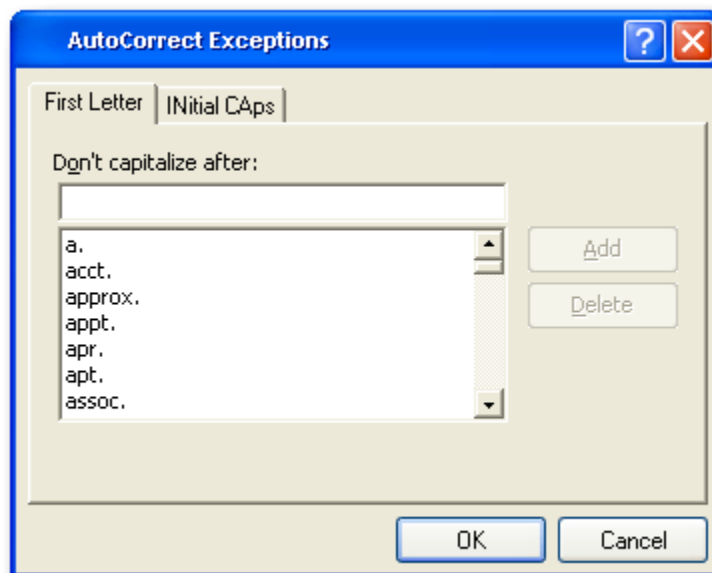 AutoCorrect Exceptions ?
First Letter INitial CAps
Don't capitalize after:
a.
acct.
approx.
appt.
apr.
apt.
assoc.
Add
Delete
OK Cancel